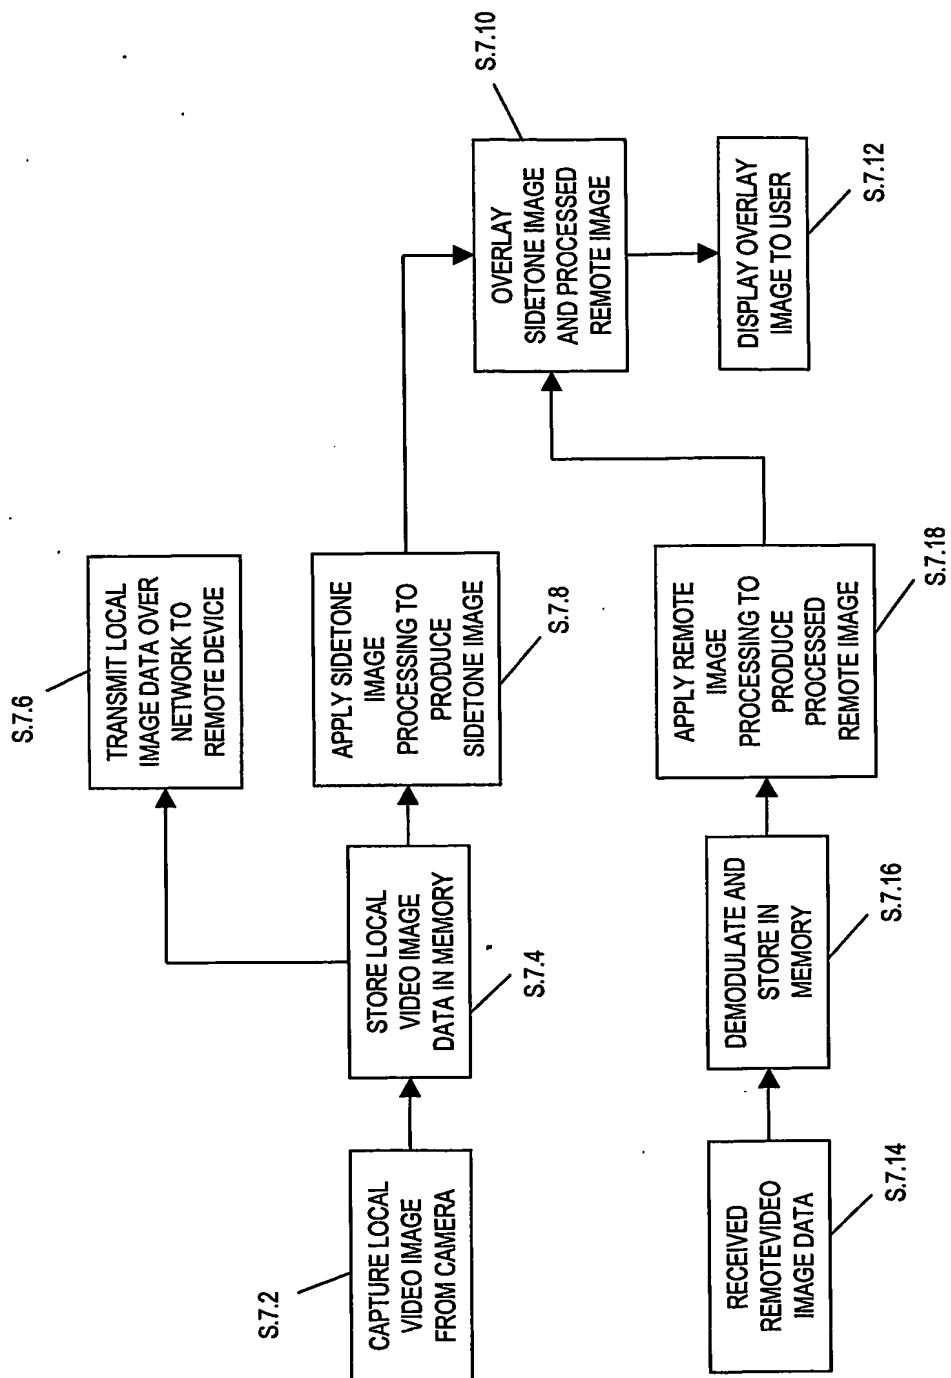 S.7.2
CAPTURE LOCAL
VIDEO IMAGE
FROM CAMERA
S.7.4
STORE LOCAL
VIDEO IMAGE
DATA IN MEMORY
S.7.6
TRANSMIT LOCAL
IMAGE DATA OVER
NETWORK TO
REMOTE DEVICE
S.7.8
APPLY SIDETONE
IMAGE
PROCESSING TO
PRODUCE
SIDETONE IMAGE
S.7.10
OVERLAY
SIDETONE IMAGE
AND PROCESSED
REMOTE IMAGE
S.7.12
DISPLAY OVERLAY
IMAGE TO USER
S.7.14
RECEIVED
REMOTEVIDEO
IMAGE DATA
S.7.16
DEMODULATE AND
STORE IN
MEMORY
S.7.18
APPLY REMOTE
IMAGE
PROCESSING TO
PRODUCE
PROCESSED
REMOTE IMAGE